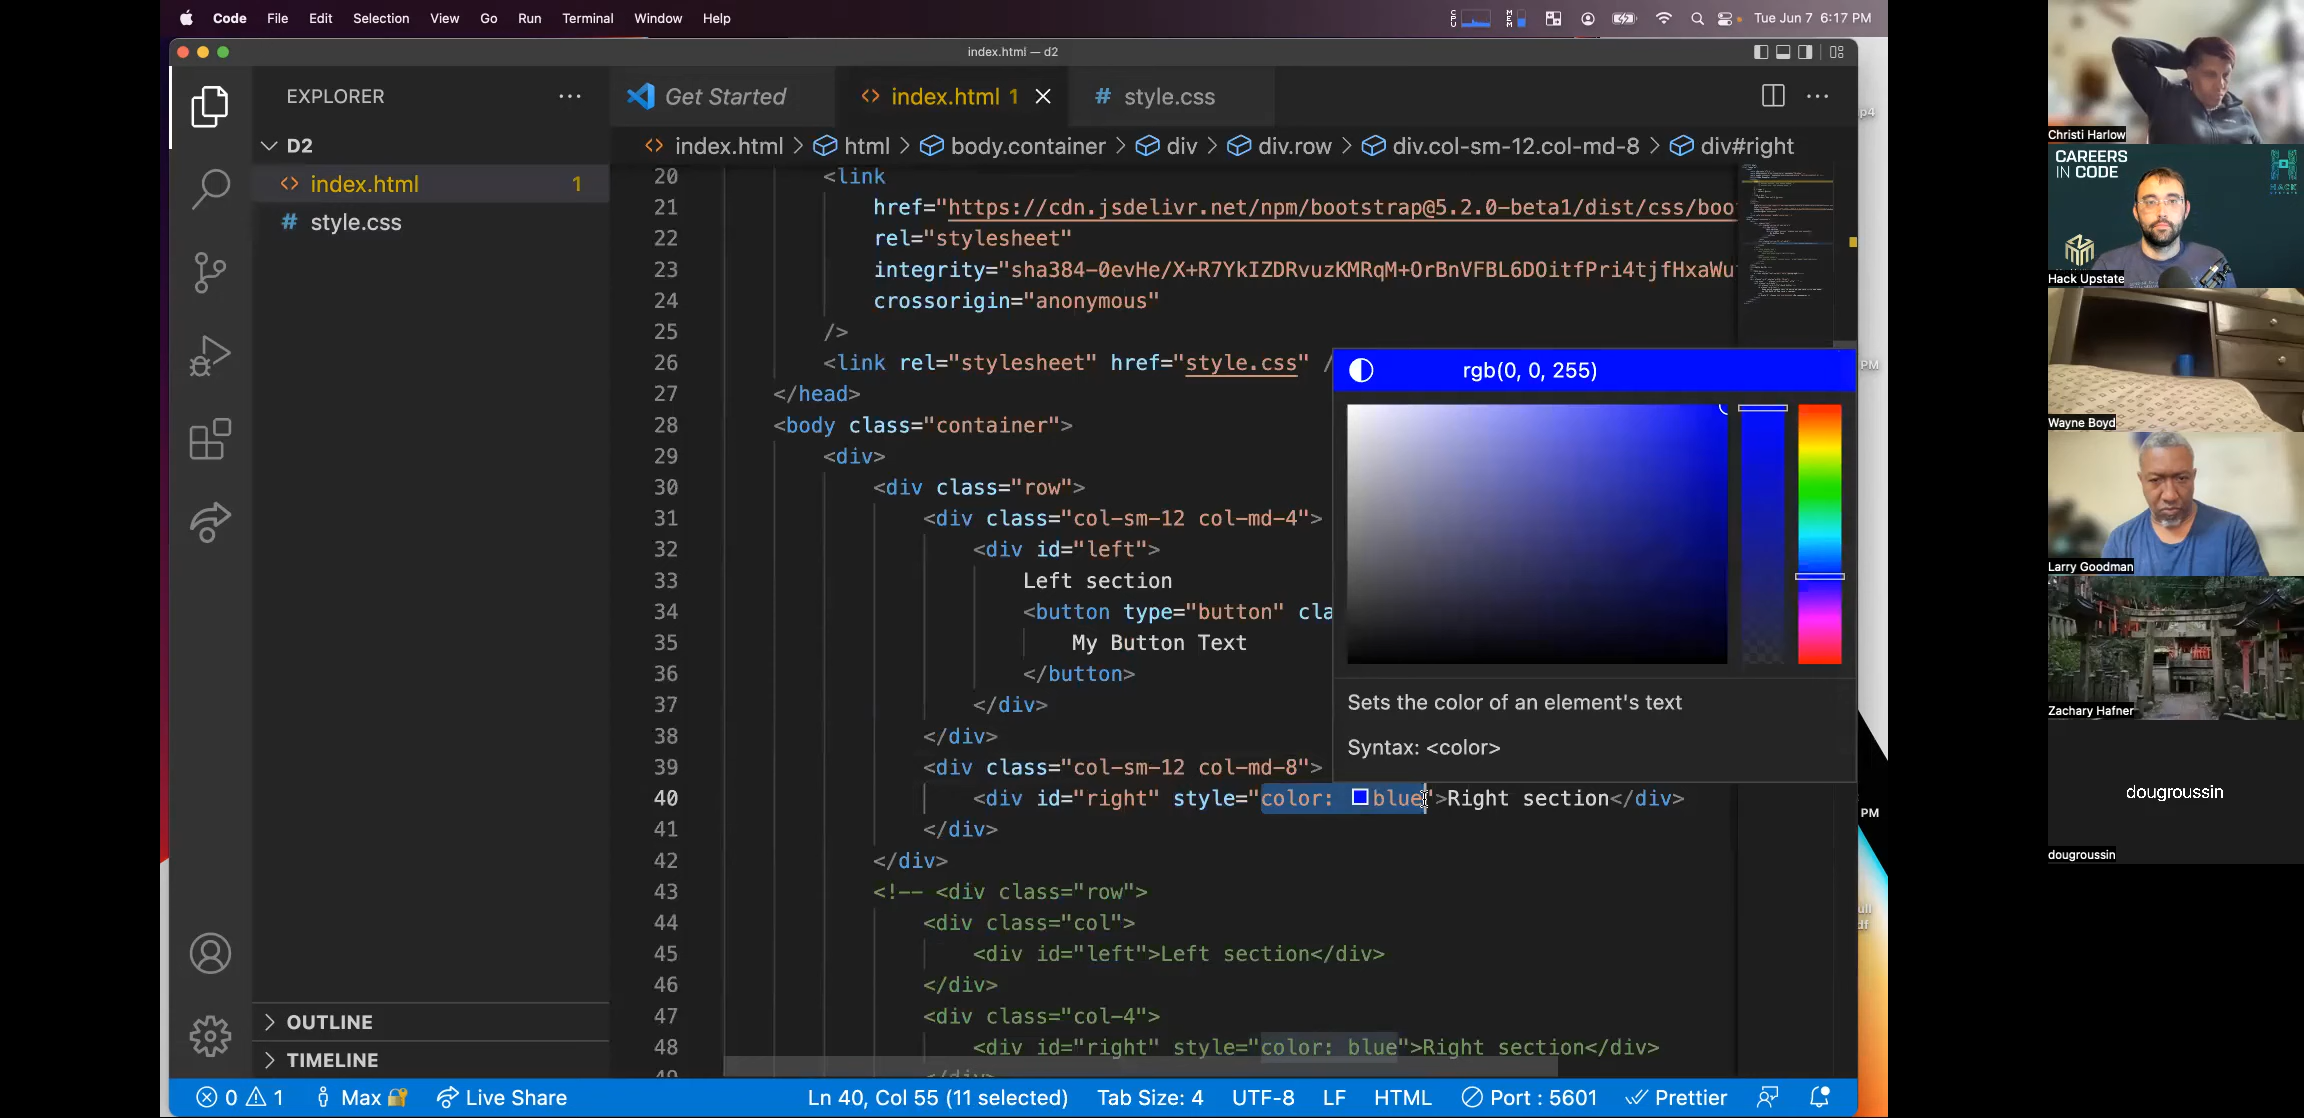 Code File Edit Selection View Go Run Terminal Window Help
CPU MEM Tue Jun 7 6:17 PM
index.html — d2
EXPLORER
D2
index.html 1
style.css
OUTLINE
TIMELINE
Get Started index.html 1 style.css
index.html > html > body.container > div > div.row > div.col-sm-12.col-md-8 > div#right
20 <link
21 href="https://cdn.jsdelivr.net/npm/bootstrap@5.2.0-beta1/dist/css/boo
22 rel="stylesheet"
23 integrity="sha384-0evHe/X+R7YkIZDRvuzKMRqM+OrBnVFBL6DOitfPri4tjfHxaWu
24 crossorigin="anonymous"
25 />
26 <link rel="stylesheet" href="style.css" /
27 </head>
28 <body class="container">
29 <div>
30 <div class="row">
31 <div class="col-sm-12 col-md-4">
32 <div id="left">
33 Left section
34 <button type="button" cla
35 My Button Text
36 </button>
37 </div>
38 </div>
39 <div class="col-sm-12 col-md-8">
40 <div id="right" style="color: blue">Right section</div>
41 </div>
42 </div>
43 <!-- <div class="row">
44 <div class="col">
45 <div id="left">Left section</div>
46 </div>
47 <div class="col-4">
48 <div id="right" style="color: blue">Right section</div>
rgb(0, 0, 255)
Sets the color of an element's text
Syntax: <color>
0 1 Max Live Share Ln 40, Col 55 (11 selected) Tab Size: 4 UTF-8 LF HTML Port : 5601 Prettier
p4
PM
PM
df
Christi Harlow
CAREERS
IN CODE
HACK
Hack Upstate
Wayne Boyd
Larry Goodman
Zachary Hafner
dougroussin
dougroussin